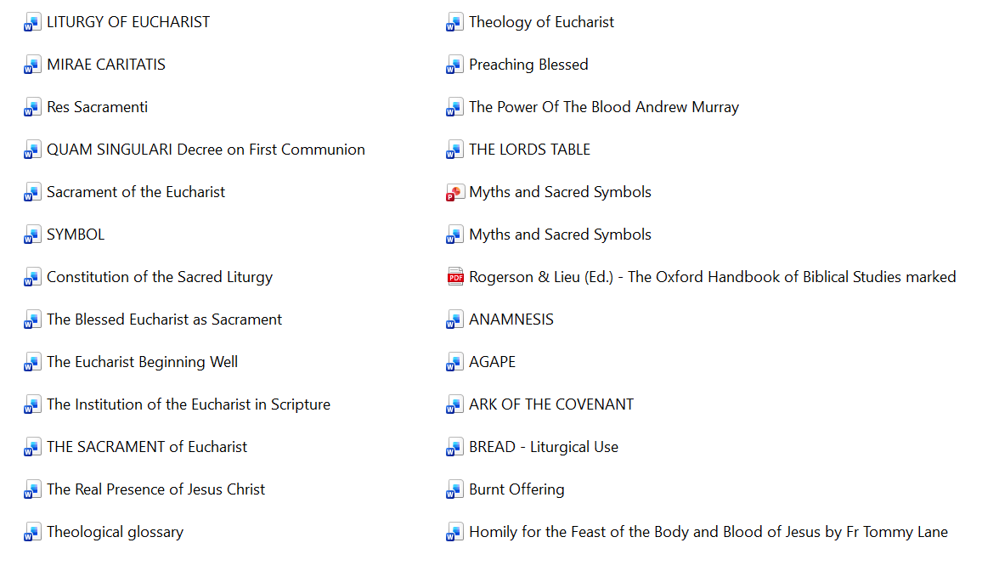 LITURGY OF EUCHARIST
MIRAE CARITATIS
Res Sacramenti
QUAM SINGULARI Decree on First Communion
Sacrament of the Eucharist
SYMBOL
Constitution of the Sacred Liturgy
The Blessed Eucharist as Sacrament
The Eucharist Beginning Well
The Institution of the Eucharist in Scripture
THE SACRAMENT of Eucharist
The Real Presence of Jesus Christ
Theological glossary
Theology of Eucharist
Preaching Blessed
The Power Of The Blood Andrew Murray
THE LORDS TABLE
Myths and Sacred Symbols
Myths and Sacred Symbols
Rogerson & Lieu (Ed.) - The Oxford Handbook of Biblical Studies marked
ANAMNESIS
AGAPE
ARK OF THE COVENANT
BREAD - Liturgical Use
Burnt Offering
Homily for the Feast of the Body and Blood of Jesus by Fr Tommy Lane